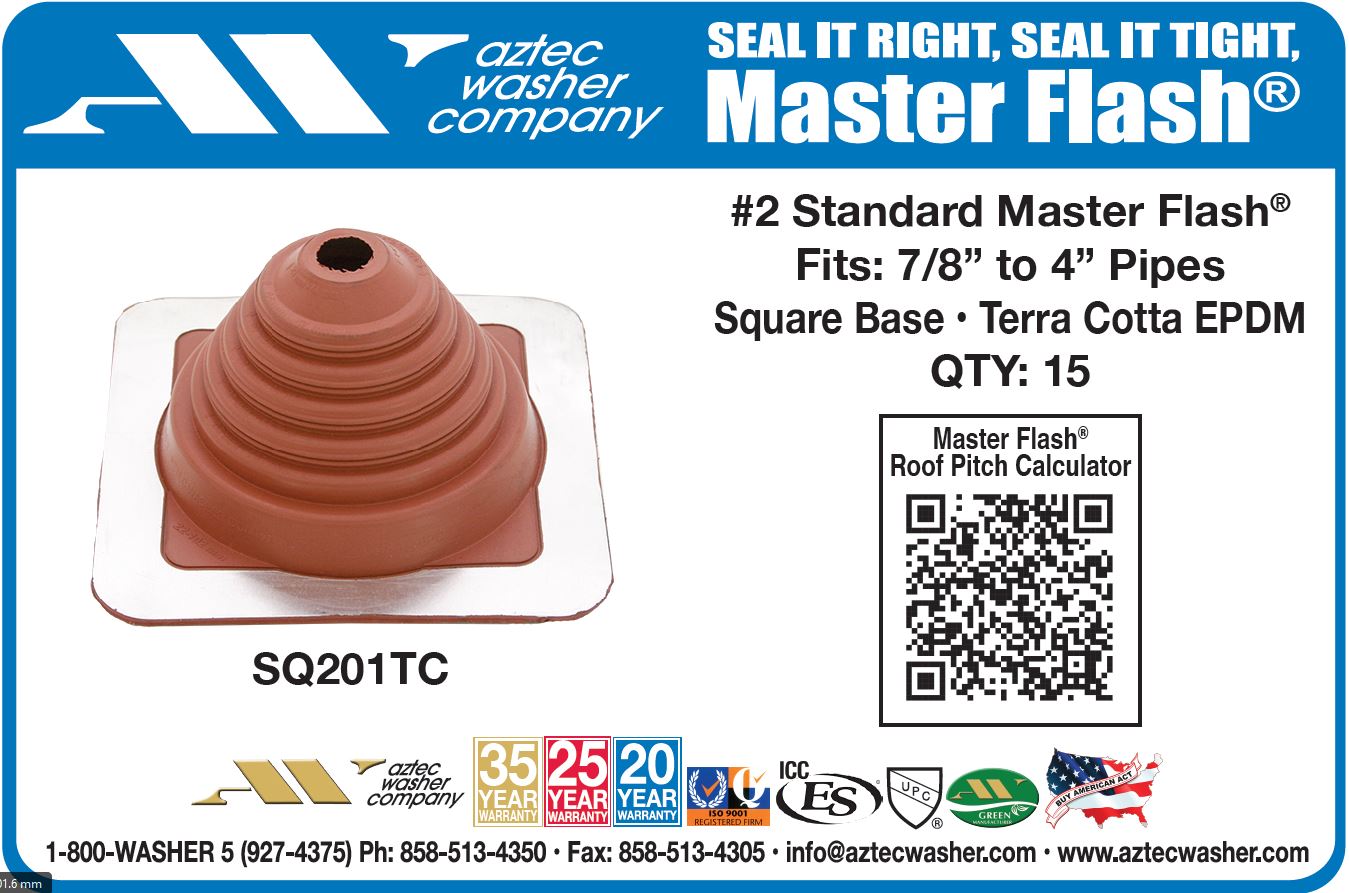 aztec
washer
company
SEAL IT RIGHT, SEAL IT TIGHT,
Master Flash®
#2 Standard Master Flash®
Fits: 7/8” to 4” Pipes
Square Base • Terra Cotta EPDM
QTY: 15
Master Flash®
Roof Pitch Calculator
SQ201TC
aztec
washer
company
35
YEAR
WARRANTY
25
YEAR
WARRANTY
20
YEAR
WARRANTY
Q
ISO 9001
REGISTERED FIRM
ICC
ES®
UPC®
GREEN
MANUFACTURER
BUY AMERICAN ACT
1-800-WASHER 5 (927-4375) Ph: 858-513-4350 • Fax: 858-513-4305 • info@aztecwasher.com • www.aztecwasher.com
01.6 mm